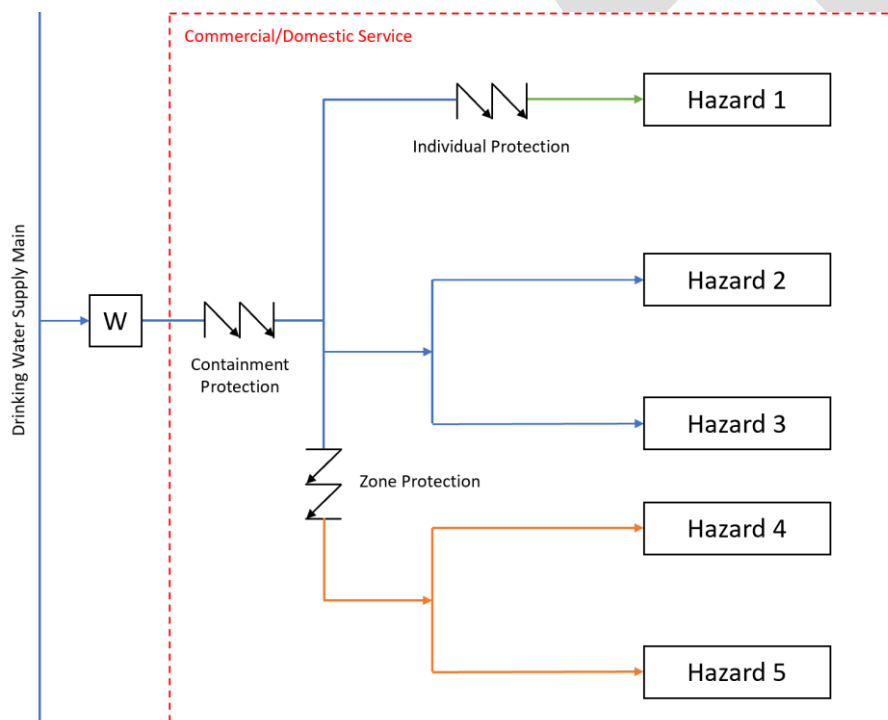 Commercial/Domestic Service
Hazard 1
Individual Protection
Drinking Water Supply Main
Hazard 2
W
Containment
Protection
Hazard 3
Zone Protection
Hazard 4
Hazard 5